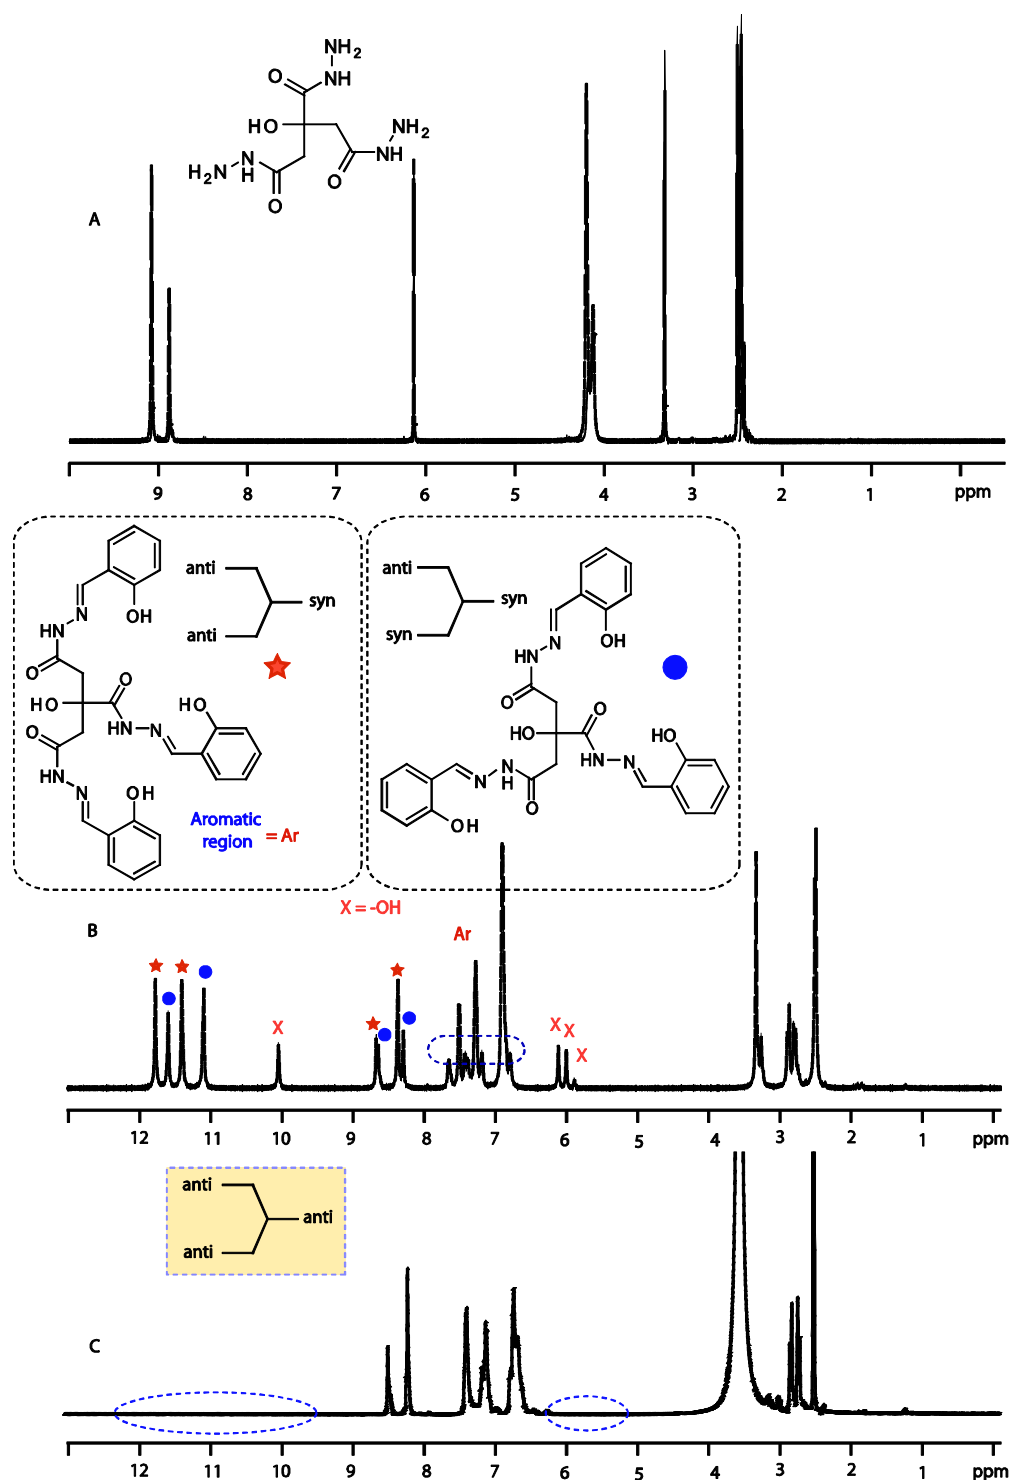 NH₂
O
NH
HO
NH₂
N
H
NH
H₂N
N
O
O
A
9 8 7 6 5 4 3 2 1 ppm
anti
syn
anti
OH
N
HN
O
O
HO
HN
N
HO
O
HN
N
OH
Aromatic
region
= Ar
anti
syn
syn
OH
N
HN
O
O
HO
HN
N
HO
N
N
H
O
OH
X = -OH
B
Ar
X
X
X
X
12 11 10 9 8 7 6 5 4 3 2 1 ppm
anti
anti
anti
C
12 11 10 9 8 7 6 5 4 3 2 1 ppm